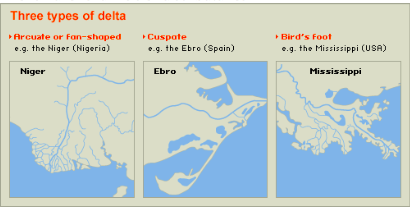 Three types of delta
Arcuate or fan-shaped
e.g. the Niger (Nigeria)
Cuspate
e.g. the Ebro (Spain)
Bird's foot
e.g. the Mississippi (USA)
Niger
Ebro
Mississippi